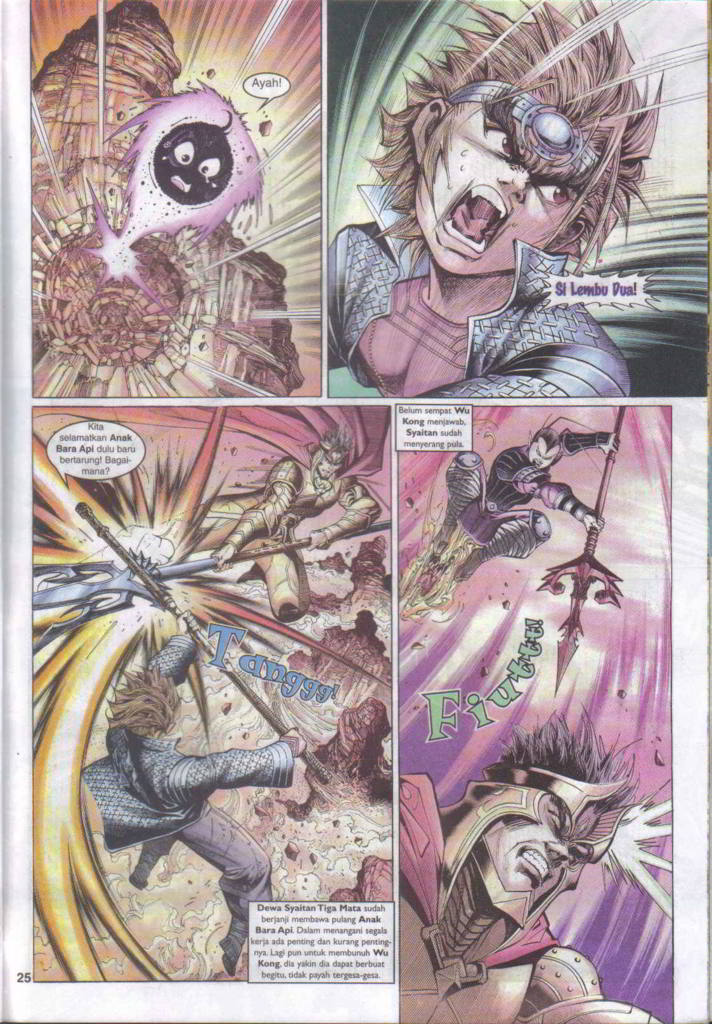 Ayah!
Si Lembu Dua!
Kita
selamatkan Anak
Bara Api dulu baru
bertarung! Bagai-
mana?
Tanggg!
Dewa Syaitan Tiga Mata sudah
berjanji membawa pulang Anak
Bara Api. Dalam menangani segala
kerja ada penting dan kurang penting-
nya. Lagi pun untuk membunuh Wu
Kong, dia yakin dia dapat berbuat
begitu, tidak payah tergesa-gesa.
Belum sempat Wu
Kong menjawab,
Syaitan sudah
menyerang pula.
Fiuttt!
25